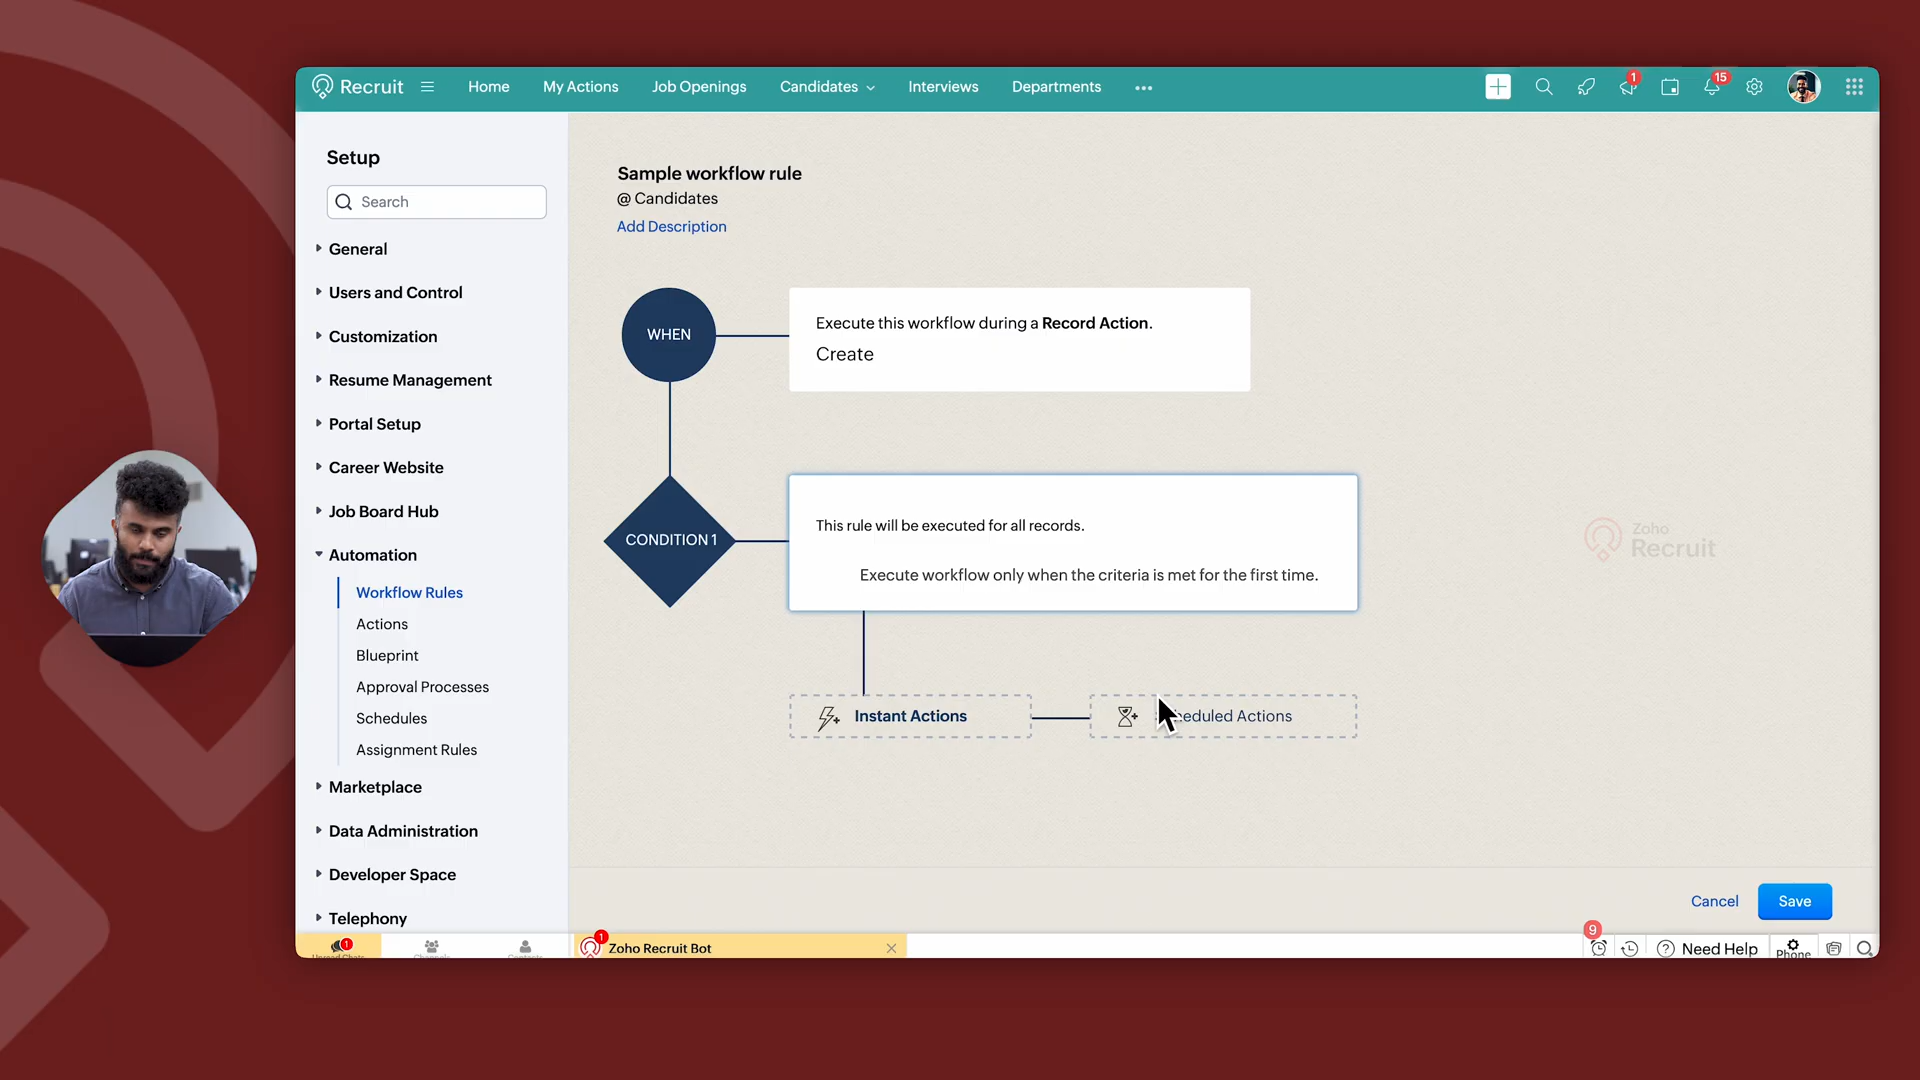 Recruit
Home
My Actions
Job Openings
Candidates
Interviews
Departments
1
15
Setup
Search
General
Users and Control
Customization
Resume Management
Portal Setup
Career Website
Job Board Hub
Automation
Workflow Rules
Actions
Blueprint
Approval Processes
Schedules
Assignment Rules
Marketplace
Data Administration
Developer Space
Telephony
Sample workflow rule
@ Candidates
Add Description
WHEN
Execute this workflow during a Record Action.
Create
CONDITION 1
This rule will be executed for all records.
Execute workflow only when the criteria is met for the first time.
Instant Actions
eduled Actions
Zoho
Recruit
Cancel
Save
1
1
Zoho Recruit Bot
9
Need Help
Phone